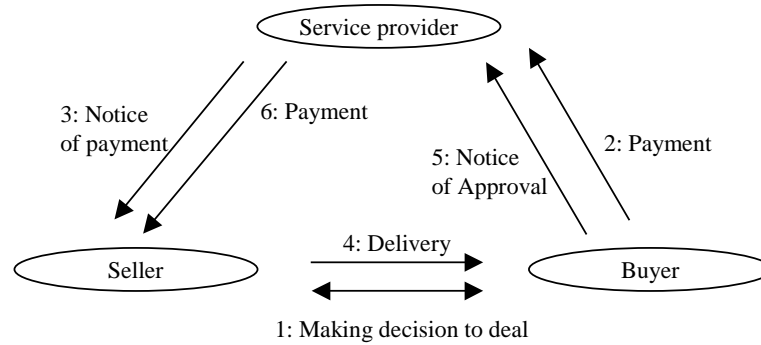 Service provider
3: Notice
of payment
6: Payment
5: Notice
of Approval
2: Payment
Seller
4: Delivery
Buyer
1: Making decision to deal